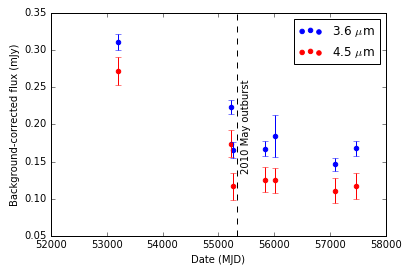 0.35
0.30
0.25
0.20
0.15
0.10
0.05
Background-corrected flux (mJy)
3.6 μm
4.5 μm
2010 May outburst
52000
53000
54000
55000
56000
57000
58000
Date (MJD)